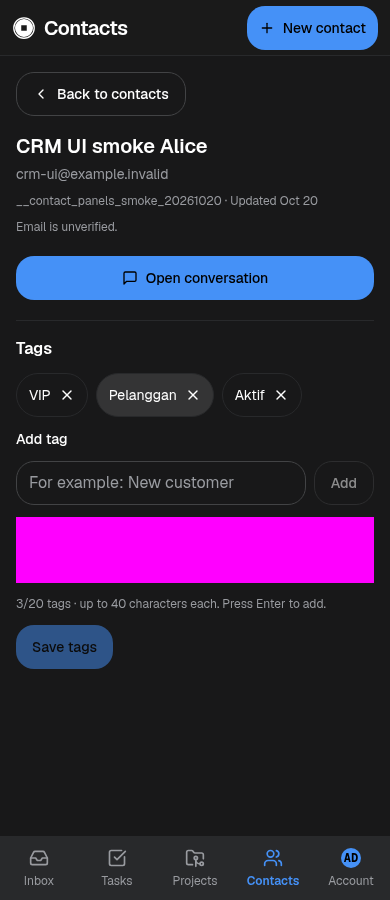 Contacts
New contact
Back to contacts
CRM UI smoke Alice
crm-ui@example.invalid
__contact_panels_smoke_20261020 · Updated Oct 20
Email is unverified.
Open conversation
Tags
VIP
Pelanggan
Aktif
Add tag
For example: New customer
Add
3/20 tags · up to 40 characters each. Press Enter to add.
Save tags
AD
Inbox
Tasks
Projects
Contacts
Account